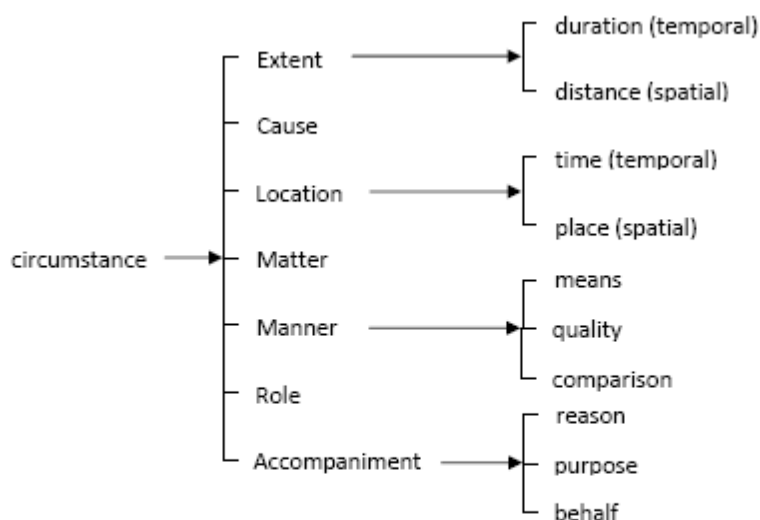 duration (temporal)
Extent
distance (spatial)
Cause
time (temporal)
Location
place (spatial)
circumstance
Matter
means
Manner
quality
comparison
Role
reason
Accompaniment
purpose
behalf